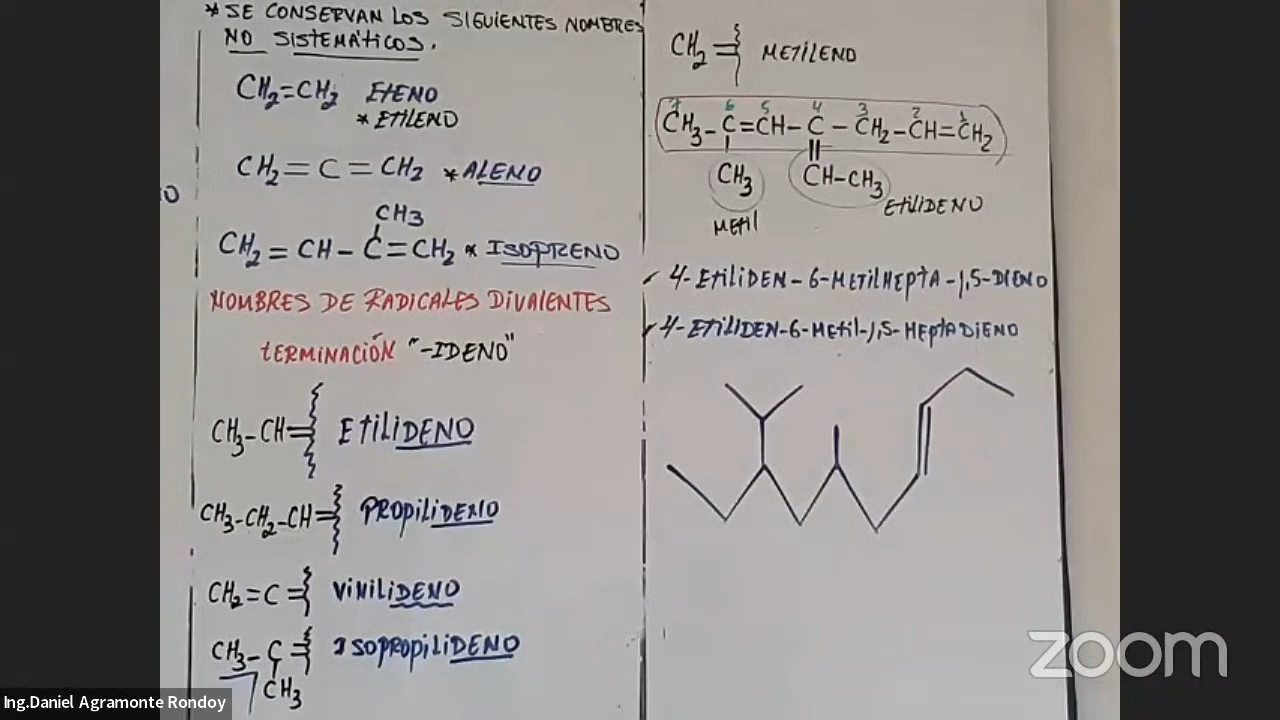 * SE CONSERVAN LOS SIGUIENTES NOMBRES
NO SISTEMÁTICOS.
CH2=CH2 ETENO
* ETILENO
CH2=C=CH2 *ALENO
CH3
CH2=CH-C=CH2 * ISOPRENO
NOMBRES DE RADICALES DIVALENTES
TERMINACIÓN "-IDENO"
CH3-CH= ETILIDENO
CH3-CH2-CH= PROPILIDENO
CH2=C= VINILIDENO
CH3-C= ISOPROPILIDENO
CH3
CH2= METILENO
7 6 5 4 3 2 1
CH3-C=CH-C-CH2-CH=CH2
CH3 CH-CH3
METIL ETILIDENO
4-ETILIDEN-6-METILHEPTA-1,5-DIENO
4-ETILIDEN-6-METIL-1,5-HEPTADIENO
zoom
Ing.Daniel Agramonte Rondoy